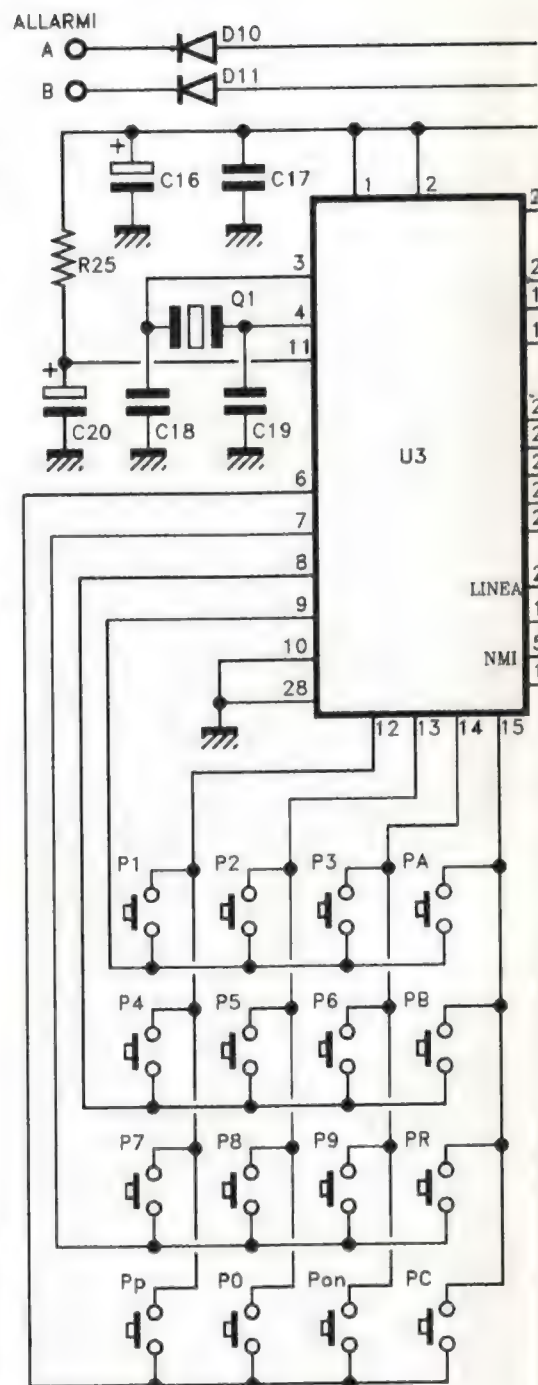 ALLARMI
A D10
B D11
C16 C17 1 2
R25
3
Q1
4
11
C20 C18 C19
U3
6
7
8
9
LINEA
10
NMI
28
12 13 14 15
P1 P2 P3 PA
P4 P5 P6 PB
P7 P8 P9 PR
Pp P0 Pon PC